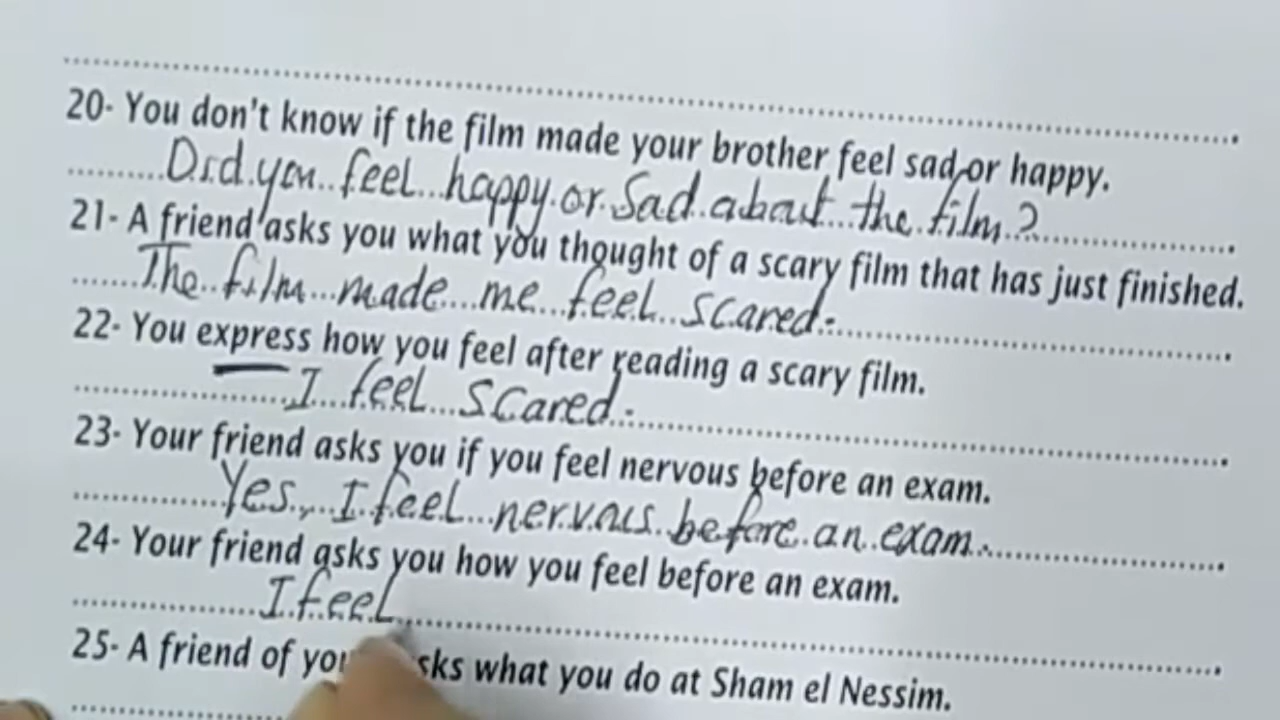 20- You don't know if the film made your brother feel sad or happy.
Did you feel happy or Sad about the film?
21- A friend asks you what you thought of a scary film that has just finished.
The film made me feel scared.
22- You express how you feel after reading a scary film.
I feel scared.
23- Your friend asks you if you feel nervous before an exam.
Yes, I feel nervous before an exam.
24- Your friend asks you how you feel before an exam.
I feel
25- A friend of asks what you do at Sham el Nessim.